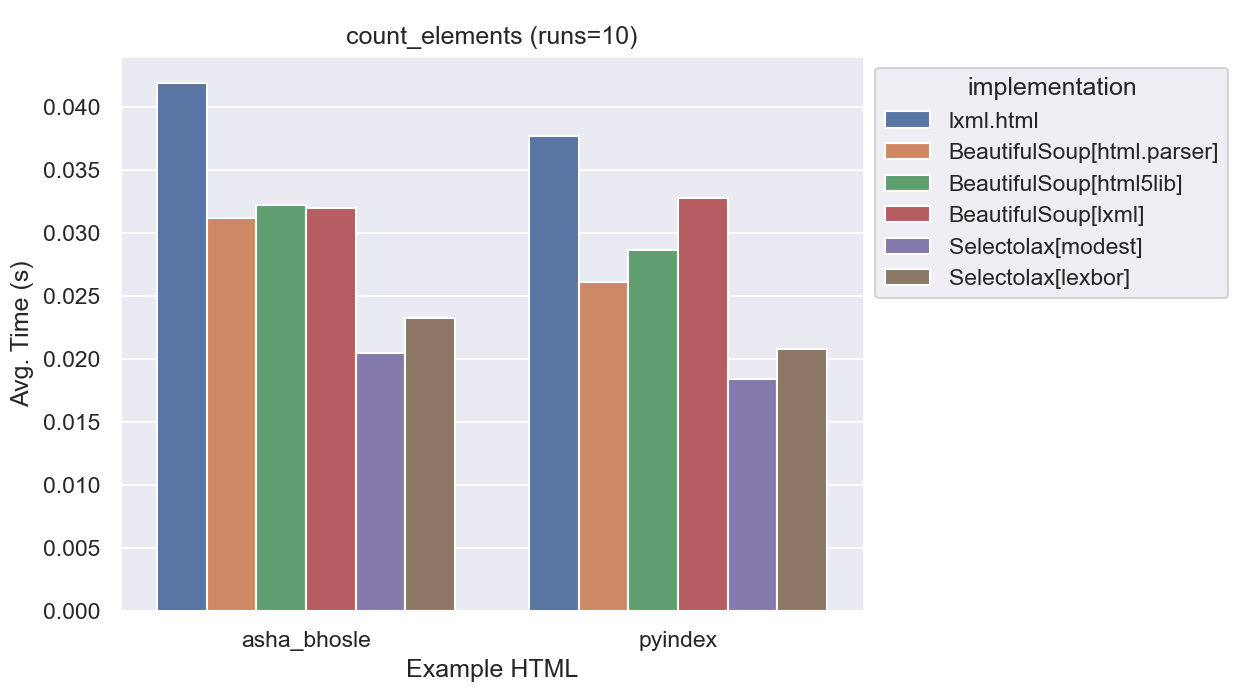 count_elements (runs=10)
Avg. Time (s)
0.040
0.035
0.030
0.025
0.020
0.015
0.010
0.005
0.000
asha_bhosle
pyindex
Example HTML
implementation
lxml.html
BeautifulSoup[html.parser]
BeautifulSoup[html5lib]
BeautifulSoup[lxml]
Selectolax[modest]
Selectolax[lexbor]